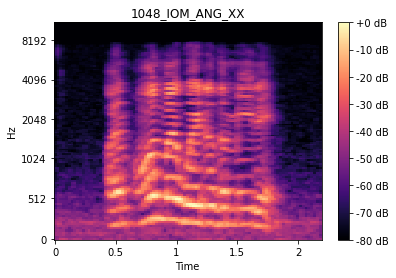 1048_IOM_ANG_XX
+0 dB
8192
-10 dB
4096
-20 dB
-30 dB
2048
-40 dB
Hz
1024
-50 dB
512
-60 dB
-70 dB
0
-80 dB
0
0.5
1
1.5
2
Time